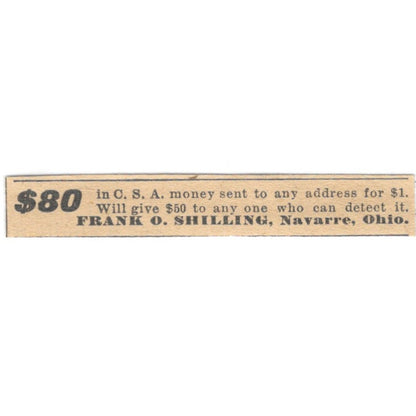 $80 in C. S. A. money sent to any address for $1.
Will give $50 to any one who can detect it.
FRANK O. SHILLING, Navarre, Ohio.